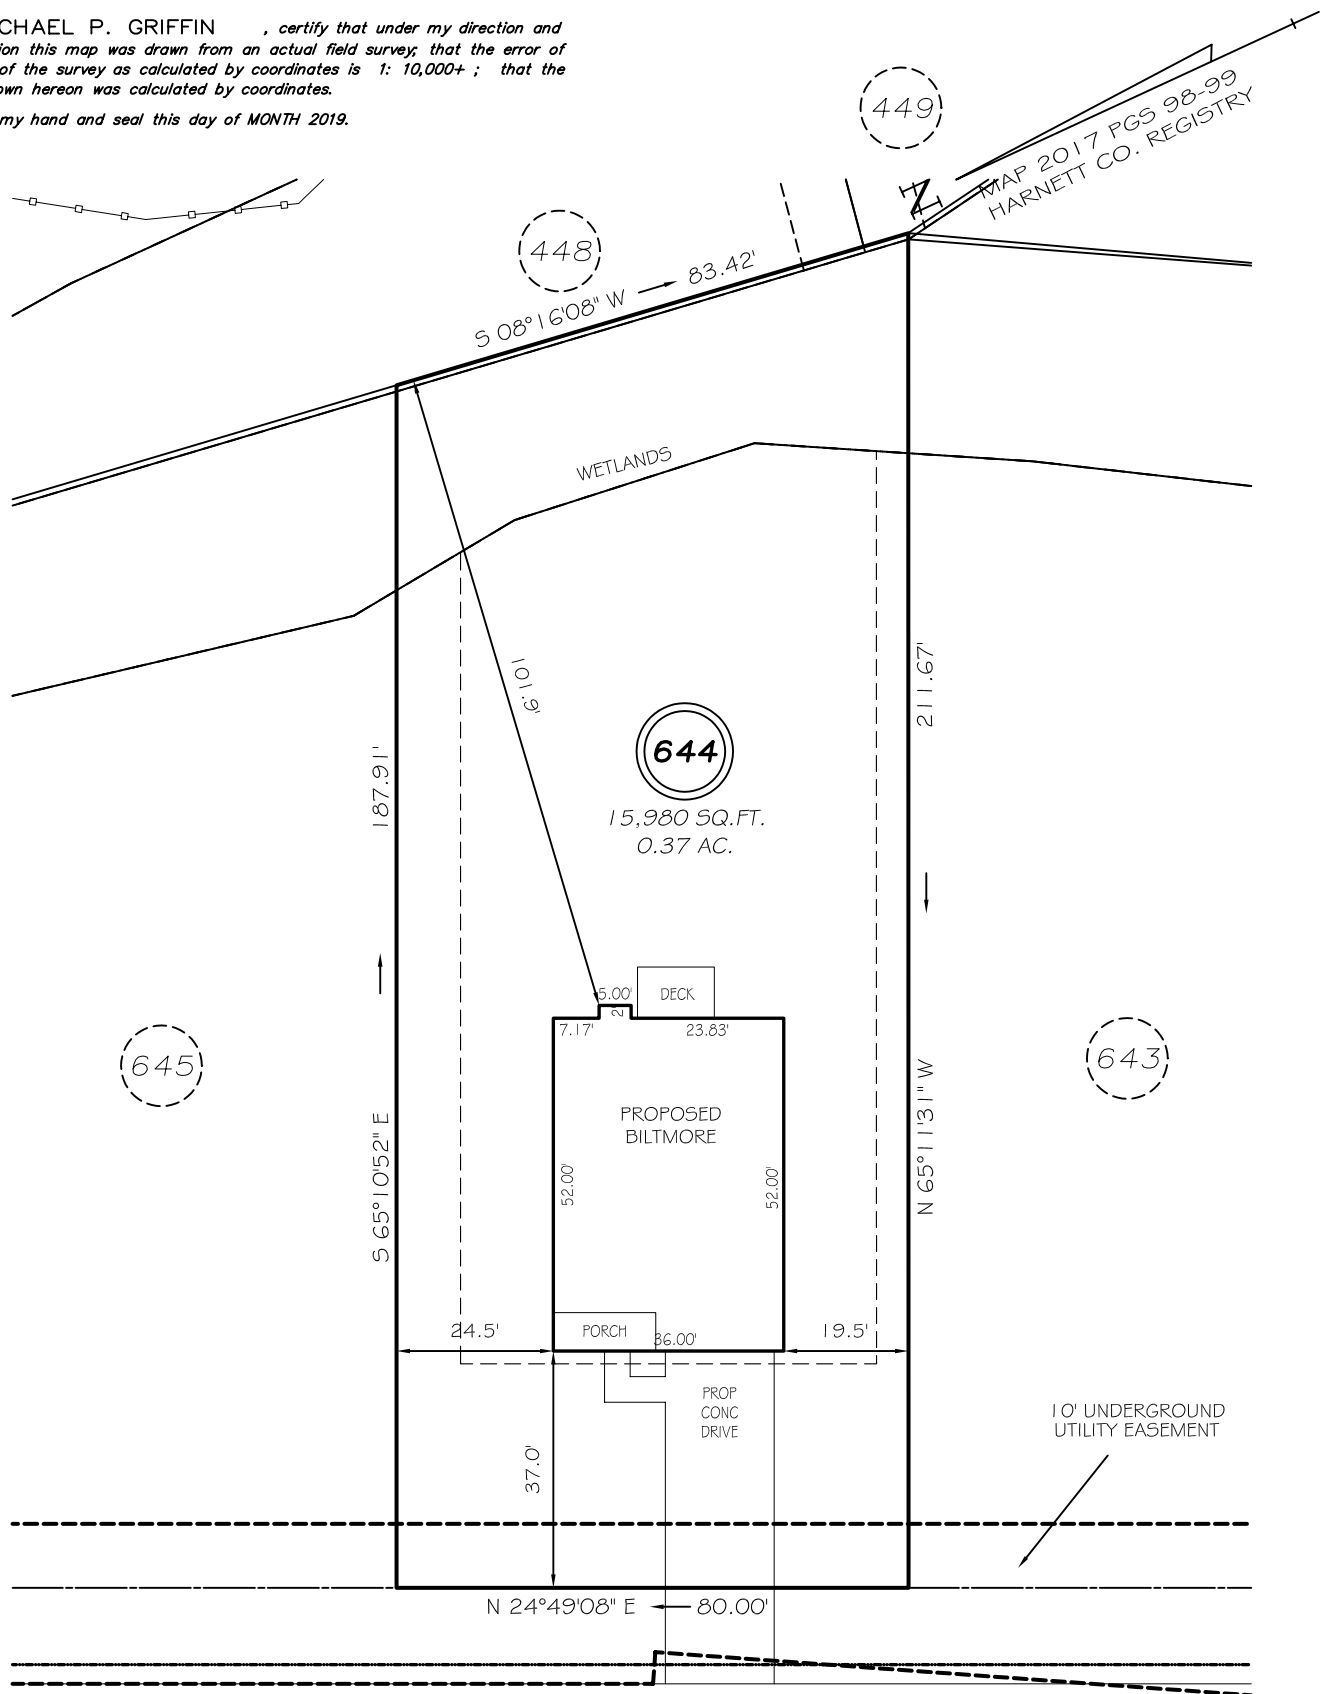 CHAEL P. GRIFFIN , certify that under my direction and
ion this map was drawn from an actual field survey; that the error of
of the survey as calculated by coordinates is 1: 10,000+ ; that the
own hereon was calculated by coordinates.
my hand and seal this day of MONTH 2019.
449
MAP 2017 PGS 98-99
HARNETT CO. REGISTRY
N
448
S 08°16'08" W 83.42'
WETLANDS
101.9'
211.67'
187.91'
644
15,980 SQ.FT.
0.37 AC.
5.00'
2'
DECK
7.17'
23.83'
645
643
PROPOSED
BILTMORE
52.00'
52.00'
S 65°10'52" E
N 65°11'31" W
24.5'
PORCH
36.00'
19.5'
PROP
CONC
DRIVE
37.0'
10' UNDERGROUND
UTILITY EASEMENT
N 24°49'08" E 80.00'